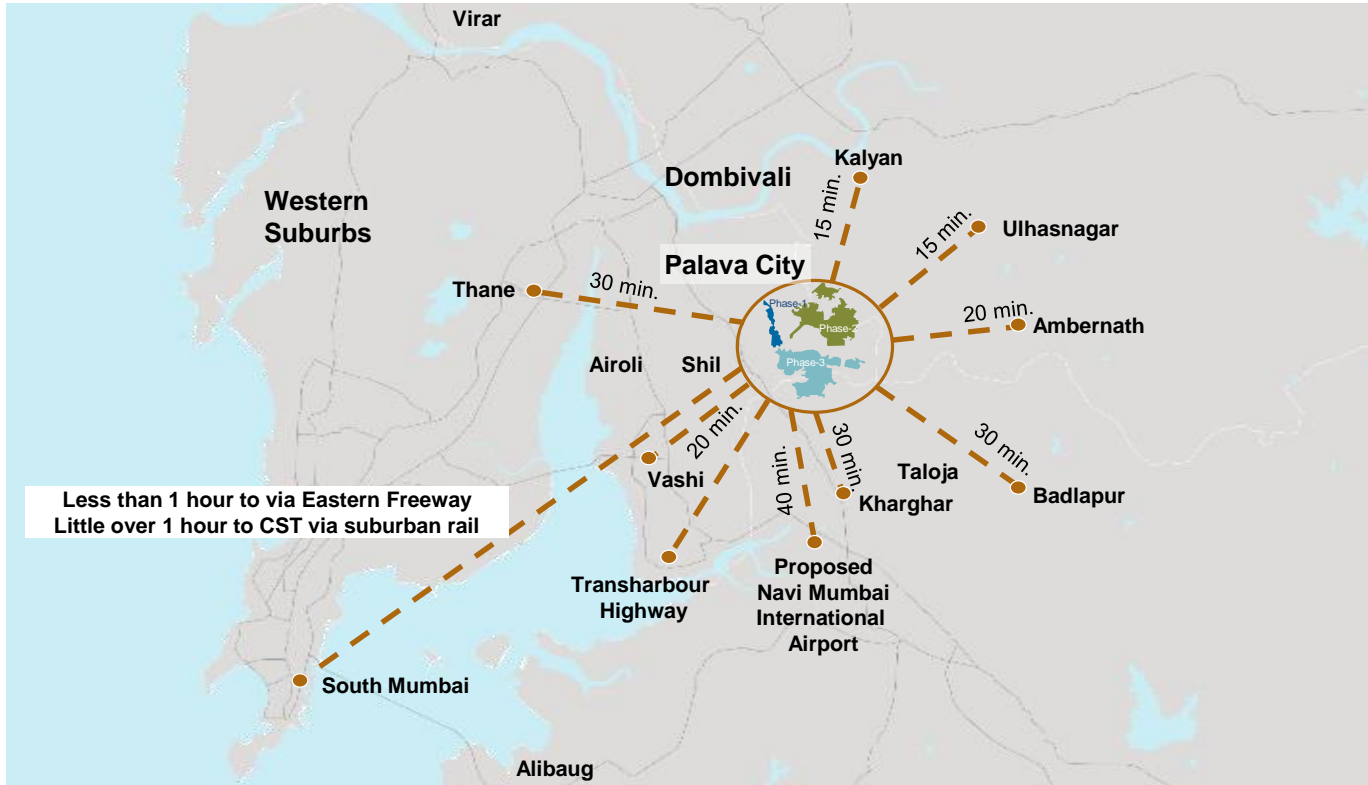 Virar
Kalyan
Dombivali
15 min.
Western
Suburbs
15 min.
Ulhasnagar
Palava City
Thane
30 min.
Phase-1
Phase-2
20 min.
Ambernath
Airoli
Shil
Phase-3
20 min.
Vashi
40 min.
30 min.
Taloja
Kharghar
30 min.
Badlapur
Less than 1 hour to via Eastern Freeway
Little over 1 hour to CST via suburban rail
Transharbour
Highway
Proposed
Navi Mumbai
International
Airport
South Mumbai
Alibaug